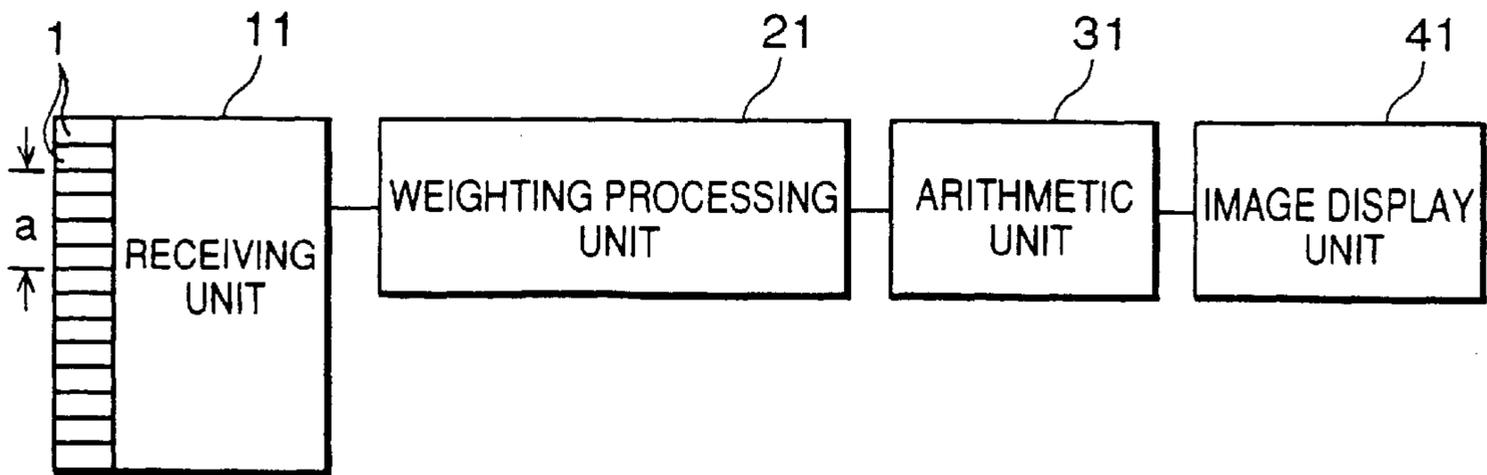 1
11
21
31
41
a
RECEIVING
UNIT
WEIGHTING PROCESSING
UNIT
ARITHMETIC
UNIT
IMAGE DISPLAY
UNIT